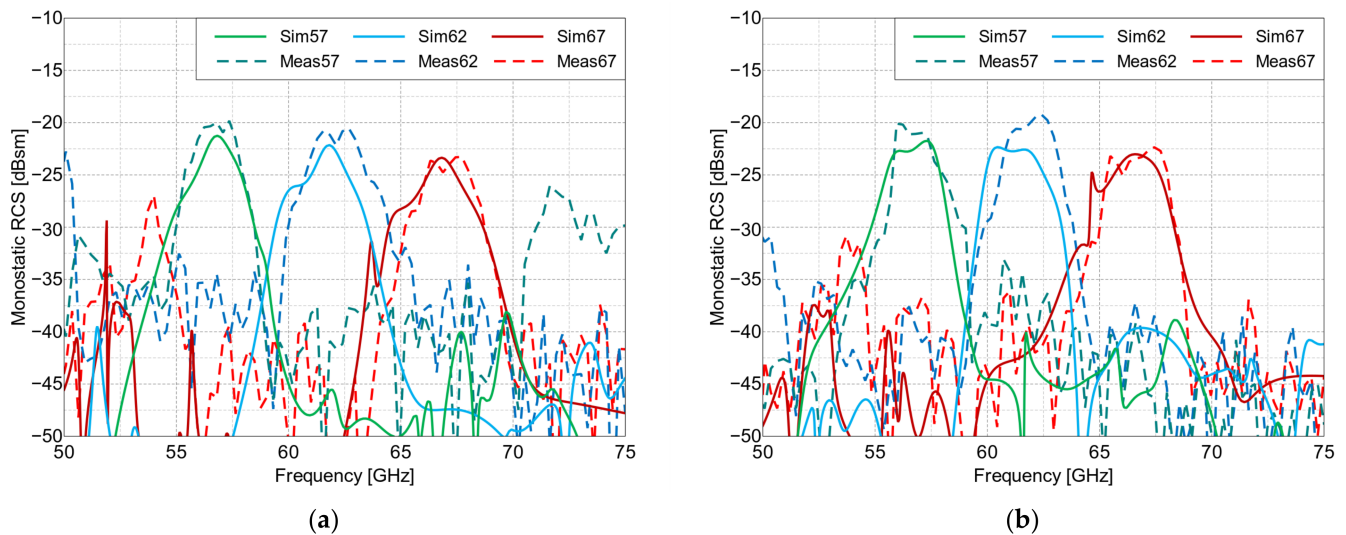 −10
−15
−20
−25
−30
−35
−40
−45
−50
Monostatic RCS [dBsm]
Sim57 Sim62 Sim67
Meas57 Meas62 Meas67
50 55 60 65 70 75
Frequency [GHz]
(a)
−10
−15
−20
−25
−30
−35
−40
−45
−50
Monostatic RCS [dBsm]
Sim57 Sim62 Sim67
Meas57 Meas62 Meas67
50 55 60 65 70 75
Frequency [GHz]
(b)